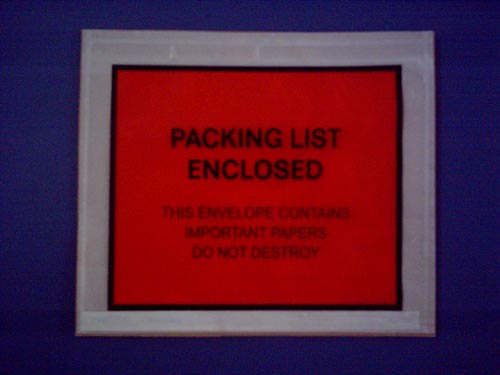 PACKING LIST
ENCLOSED
THIS ENVELOPE CONTAINS
IMPORTANT PAPERS
DO NOT DESTROY